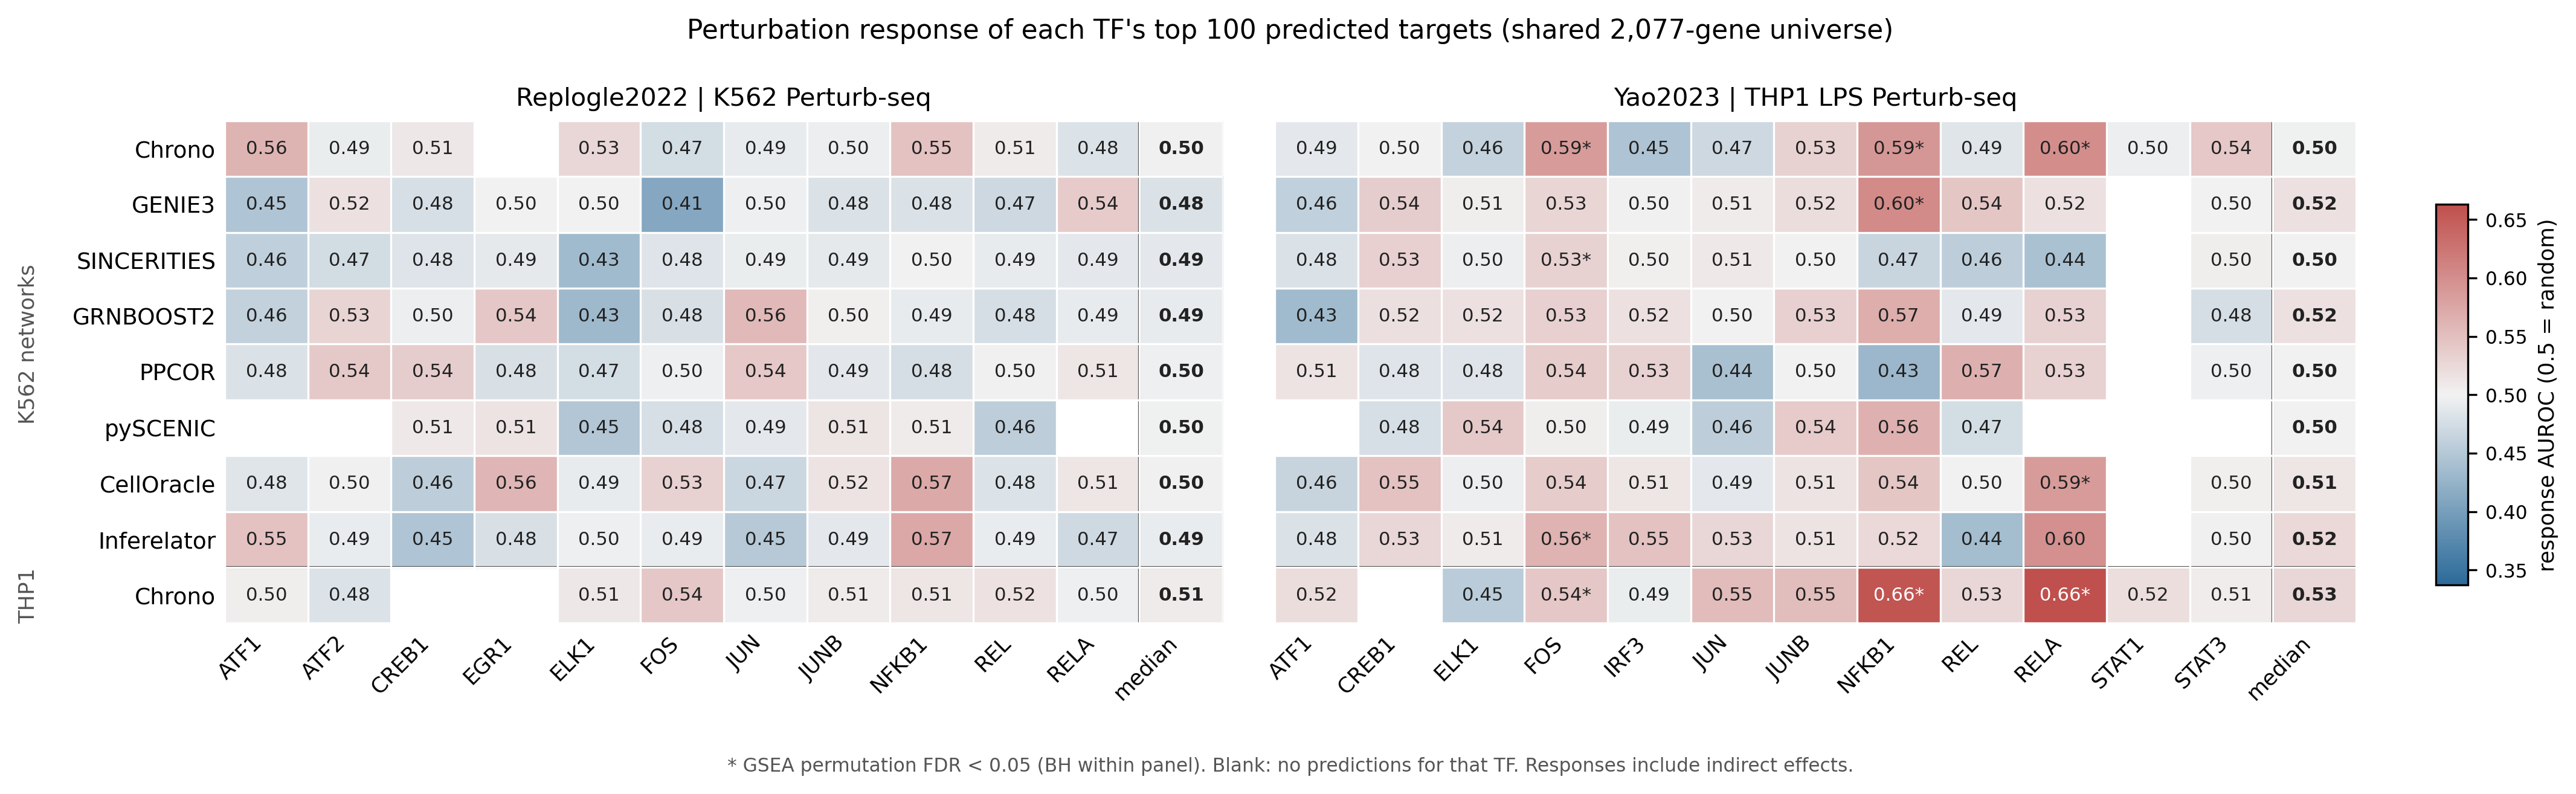 Perturbation response of each TF's top 100 predicted targets (shared 2,077-gene universe)
Replogle2022 | K562 Perturb-seq
Yao2023 | THP1 LPS Perturb-seq
K562 networks
THP1
Chrono 0.56 0.49 0.51 0.53 0.47 0.49 0.50 0.55 0.51 0.48 0.50 0.49 0.50 0.46 0.59* 0.45 0.47 0.53 0.59* 0.49 0.60* 0.50 0.54 0.50
GENIE3 0.45 0.52 0.48 0.50 0.50 0.41 0.50 0.48 0.48 0.47 0.54 0.48 0.46 0.54 0.51 0.53 0.50 0.51 0.52 0.60* 0.54 0.52 0.50 0.52
SINCERITIES 0.46 0.47 0.48 0.49 0.43 0.48 0.49 0.49 0.50 0.49 0.49 0.49 0.48 0.53 0.50 0.53* 0.50 0.51 0.50 0.47 0.46 0.44 0.50 0.50
GRNBOOST2 0.46 0.53 0.50 0.54 0.43 0.48 0.56 0.50 0.49 0.48 0.49 0.49 0.43 0.52 0.52 0.53 0.52 0.50 0.53 0.57 0.49 0.53 0.48 0.52
PPCOR 0.48 0.54 0.54 0.48 0.47 0.50 0.54 0.49 0.48 0.50 0.51 0.50 0.51 0.48 0.48 0.54 0.53 0.44 0.50 0.43 0.57 0.53 0.50 0.50
pySCENIC 0.51 0.51 0.45 0.48 0.49 0.51 0.51 0.46 0.50 0.48 0.54 0.50 0.49 0.46 0.54 0.56 0.47 0.50
CellOracle 0.48 0.50 0.46 0.56 0.49 0.53 0.47 0.52 0.57 0.48 0.51 0.50 0.46 0.55 0.50 0.54 0.51 0.49 0.51 0.54 0.50 0.59* 0.50 0.51
Inferelator 0.55 0.49 0.45 0.48 0.50 0.49 0.45 0.49 0.57 0.49 0.47 0.49 0.48 0.53 0.51 0.56* 0.55 0.53 0.51 0.52 0.44 0.60 0.50 0.52
Chrono 0.50 0.48 0.51 0.54 0.50 0.51 0.51 0.52 0.50 0.51 0.52 0.45 0.54* 0.49 0.55 0.55 0.66* 0.53 0.66* 0.52 0.51 0.53
ATF1 ATF2 CREB1 EGR1 ELK1 FOS JUN JUNB NFKB1 REL RELA median
ATF1 CREB1 ELK1 FOS IRF3 JUN JUNB NFKB1 REL RELA STAT1 STAT3 median
0.65
0.60
0.55
0.50
0.45
0.40
0.35
response AUROC (0.5 = random)
* GSEA permutation FDR < 0.05 (BH within panel). Blank: no predictions for that TF. Responses include indirect effects.